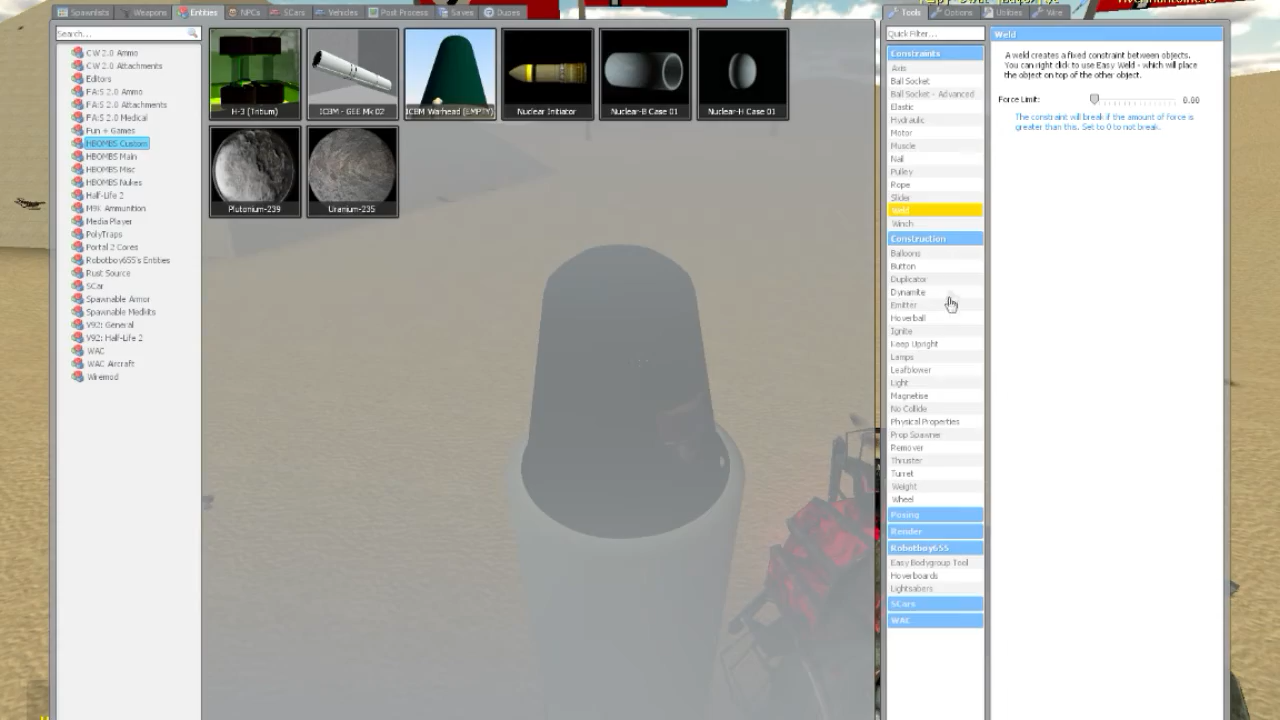 Spawnlists
Weapons
Entities
NPCs
SCars
Vehicles
Post Process
Saves
Dupes
Search...
CW 2.0 Ammo
CW 2.0 Attachments
Editors
FA:S 2.0 Ammo
FA:S 2.0 Attachments
FA:S 2.0 Medical
Fun + Games
HBOMBS Custom
HBOMBS Main
HBOMBS Misc
HBOMBS Nukes
Half-Life 2
M9K Ammunition
Media Player
PolyTraps
Portal 2 Cores
Robotboy655's Entities
Rust Source
SCar
Spawnable Armor
Spawnable Medkits
V92: General
V92: Half-Life 2
WAC
WAC Aircraft
Wiremod
H-3 (Tritium)
ICBM - GEE Mk 02
ICBM Warhead (EMPTY)
Nuclear Initiator
Nuclear-B Case 01
Nuclear-H Case 01
Plutonium-239
Uranium-235
Tools
Options
Utilities
Wire
Quick Filter...
Constraints
Axis
Ball Socket
Ball Socket - Advanced
Elastic
Hydraulic
Motor
Muscle
Nail
Pulley
Rope
Slider
Weld
Winch
Construction
Balloons
Button
Duplicator
Dynamite
Emitter
Hoverball
Ignite
Keep Upright
Lamps
Leafblower
Light
Magnetise
No Collide
Physical Properties
Prop Spawner
Remover
Thruster
Turret
Weight
Wheel
Posing
Render
Robotboy655
Easy Bodygroup Tool
Hoverboards
Lightsabers
SCars
WAC
Weld
A weld creates a fixed constraint between objects.
You can right click to use Easy Weld - which will place
the object on top of the other object.
Force Limit: 0.00
The constraint will break if the amount of force is
greater than this. Set to 0 to not break.